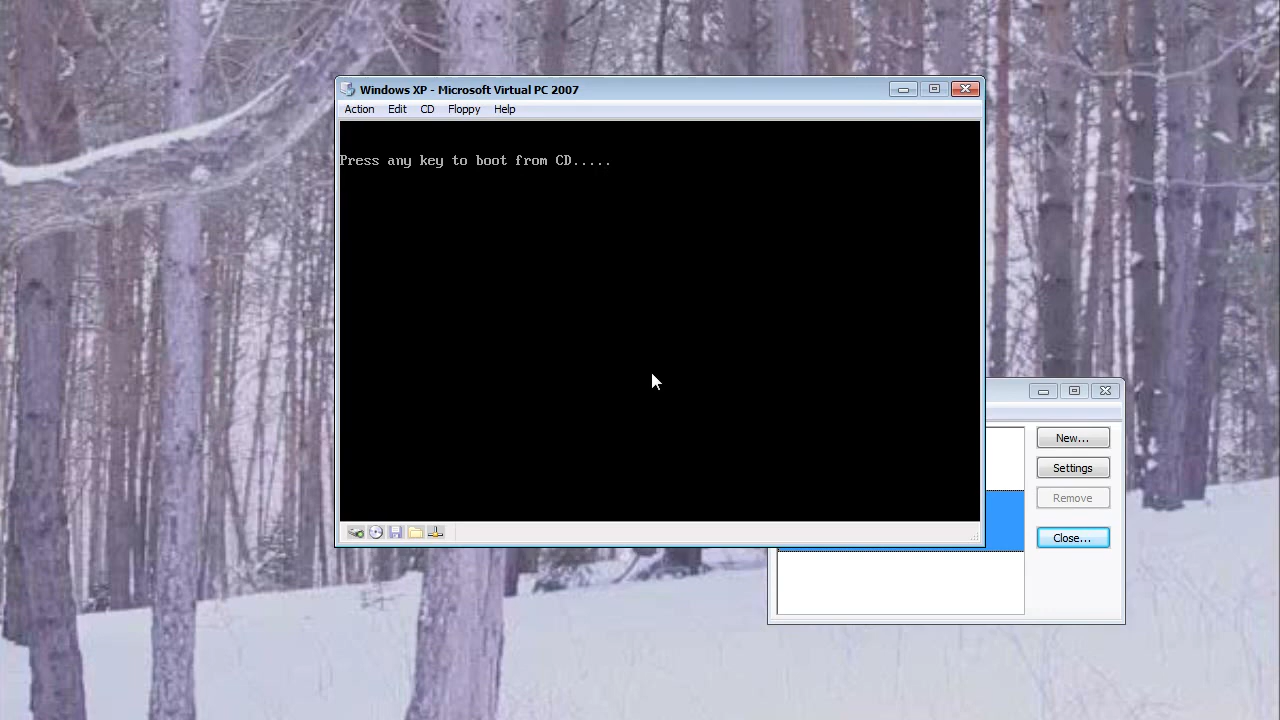 Windows XP - Microsoft Virtual PC 2007
Action Edit CD Floppy Help
Press any key to boot from CD.....
New...
Settings
Remove
Close...